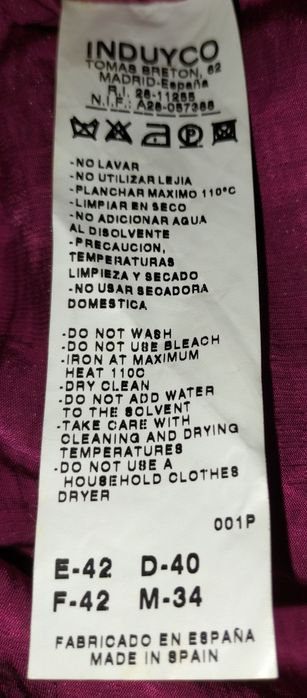 INDUYCO
TOMAS BRETON, 62
MADRID-España
R.I. 28-11265
N.I.F.: A28-057368
P
-NO LAVAR
-NO UTILIZAR LEJIA
-PLANCHAR MAXIMO 110ºC
-LIMPIAR EN SECO
-NO ADICIONAR AGUA
AL DISOLVENTE
-PRECAUCION,
TEMPERATURAS
LIMPIEZA Y SECADO
-NO USAR SECADORA
DOMESTICA
-DO NOT WASH
-DO NOT USE BLEACH
-IRON AT MAXIMUM
HEAT 110C
-DRY CLEAN
-DO NOT ADD WATER
TO THE SOLVENT
-TAKE CARE WITH
CLEANING AND DRYING
TEMPERATURES
-DO NOT USE A
HOUSEHOLD CLOTHES
DRYER
001P
E-42 D-40
F-42 M-34
FABRICADO EN ESPAÑA
MADE IN SPAIN